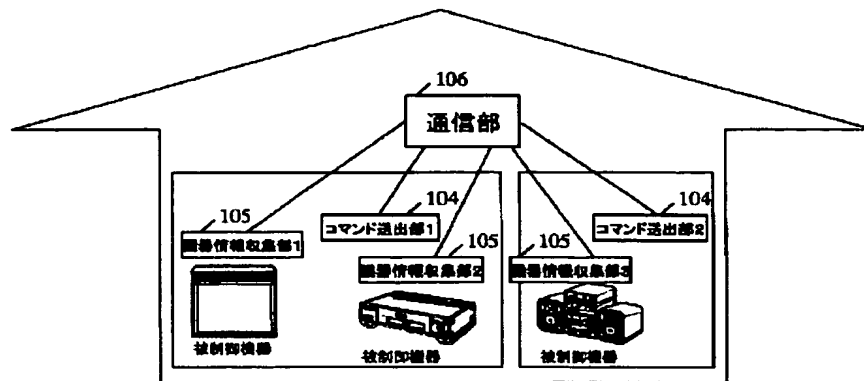 106
通信部
104
コマンド送出部1
104
コマンド送出部2
105
機器情報収集部1
105
機器情報収集部2
105
機器情報収集部3
被制御機器
被制御機器
被制御機器